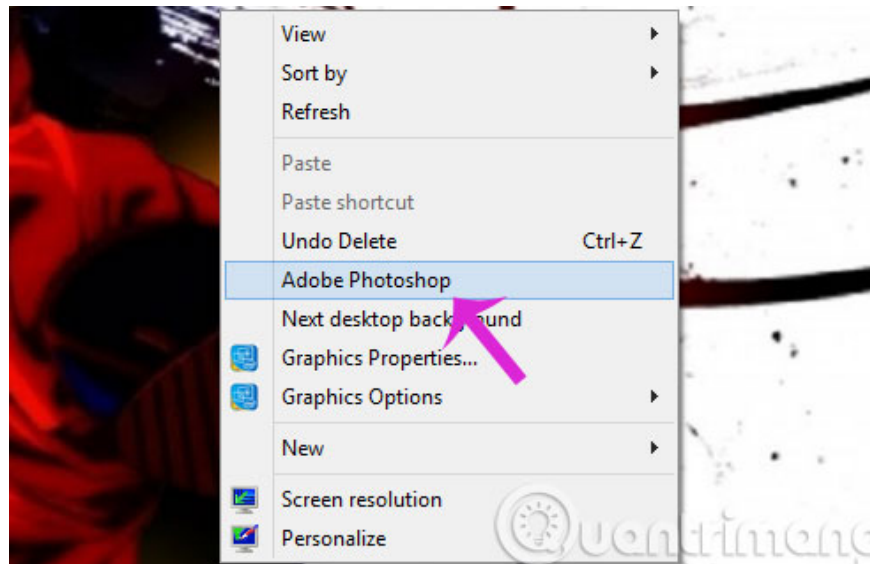 View
Sort by
Refresh
Paste
Paste shortcut
Undo Delete Ctrl+Z
Adobe Photoshop
Next desktop background
Graphics Properties...
Graphics Options
New
Screen resolution
Personalize
Quantrimang